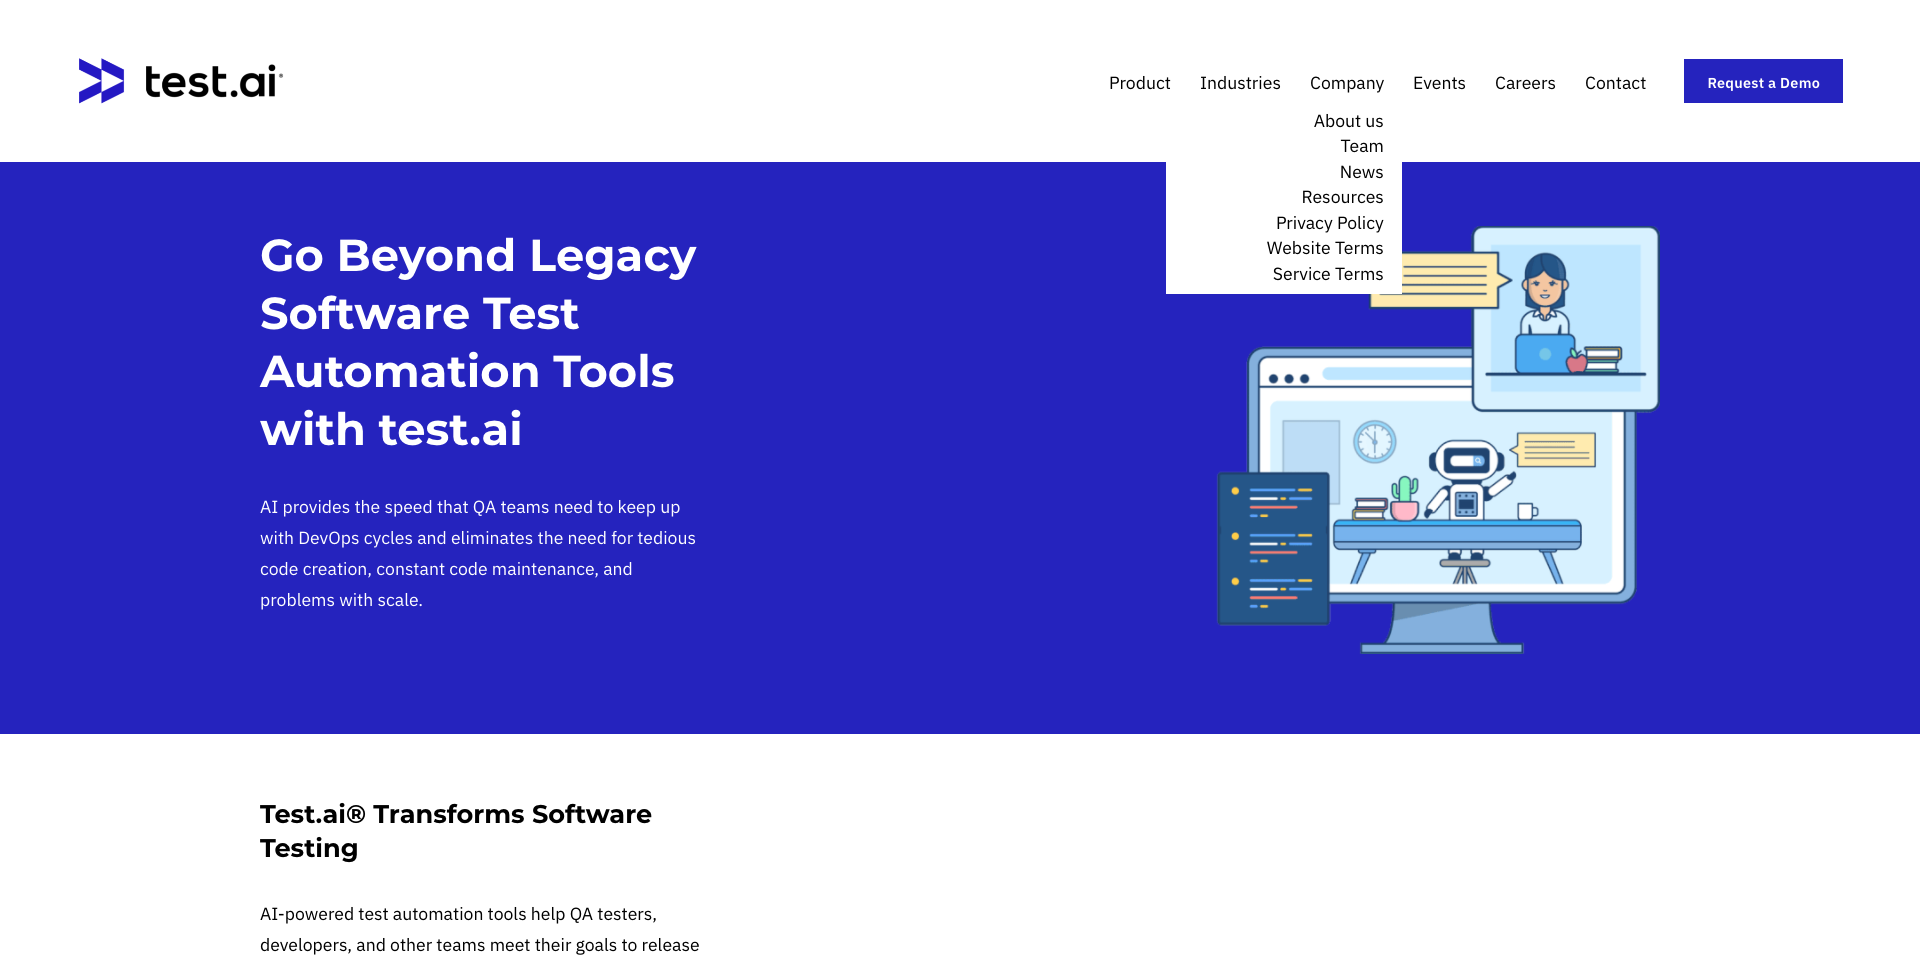 test.ai
Product
Industries
Company
Events
Careers
Contact
Request a Demo
About us
Team
News
Resources
Privacy Policy
Website Terms
Service Terms
Go Beyond Legacy
Software Test
Automation Tools
with test.ai
AI provides the speed that QA teams need to keep up
with DevOps cycles and eliminates the need for tedious
code creation, constant code maintenance, and
problems with scale.
Test.ai® Transforms Software
Testing
AI-powered test automation tools help QA testers,
developers, and other teams meet their goals to release